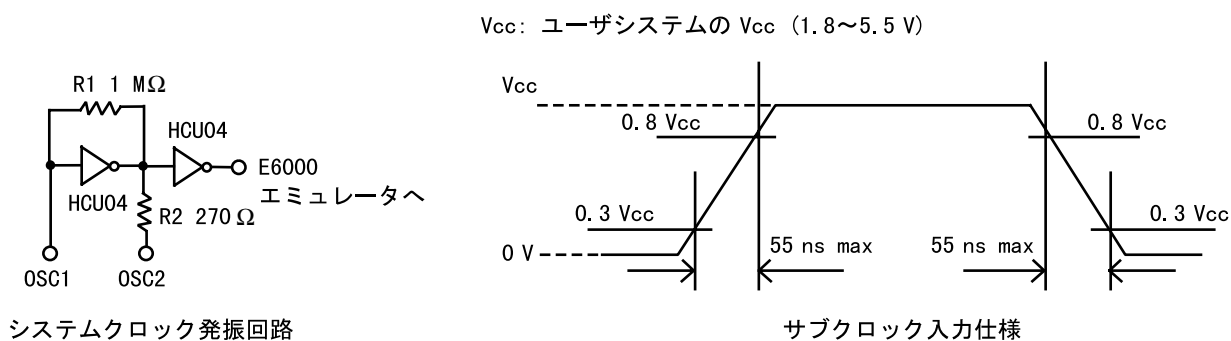 Vcc: ユーザシステムの Vcc (1.8～5.5 V)
R1 1 MΩ
HCU04
HCU04
E6000
エミュレータへ
R2 270Ω
OSC1
OSC2
システムクロック発振回路
Vcc
0.8 Vcc
0.8 Vcc
0.3 Vcc
0.3 Vcc
0 V
55 ns max
55 ns max
サブクロック入力仕様